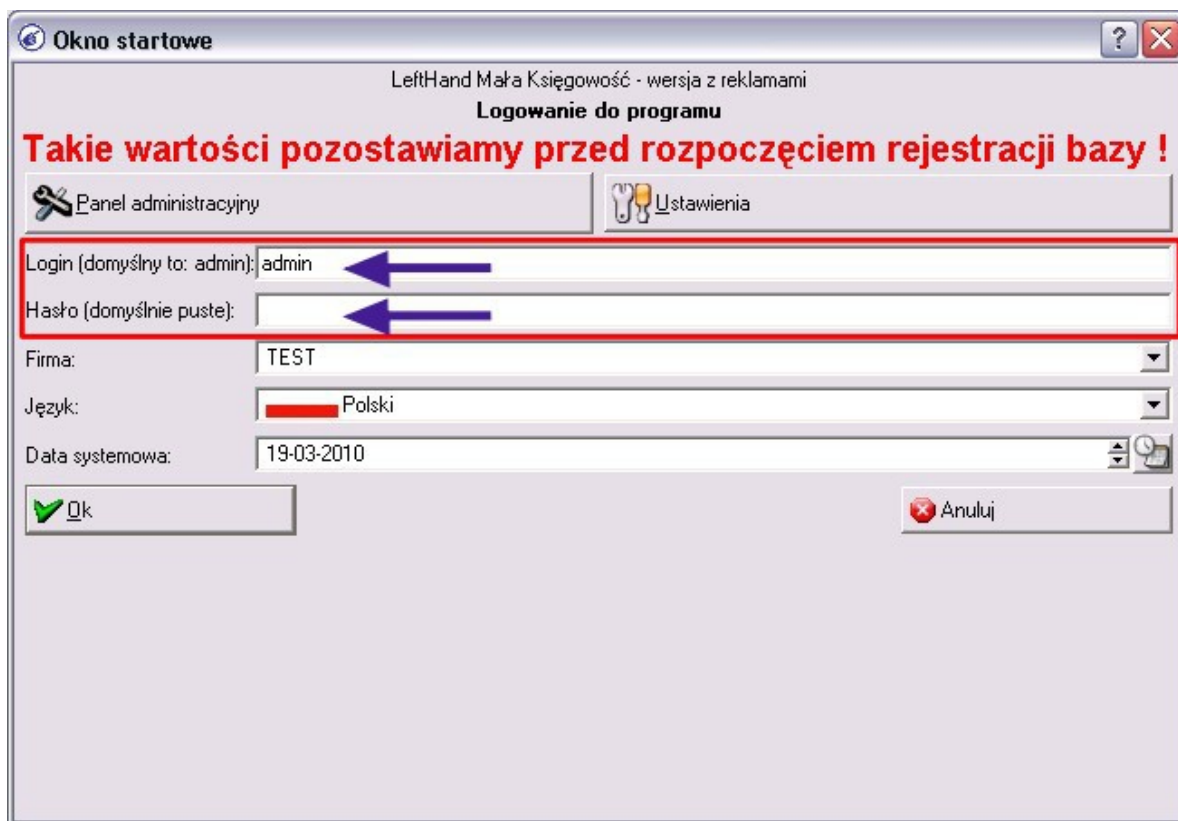 Okno startowe
LeftHand Mała Księgowość - wersja z reklamami
Logowanie do programu
Takie wartości pozostawiamy przed rozpoczęciem rejestracji bazy !
Panel administracyjny
Ustawienia
Login (domyślny to: admin): admin
Hasło (domyślnie puste):
Firma: TEST
Język: Polski
Data systemowa: 19-03-2010
Ok
Anuluj